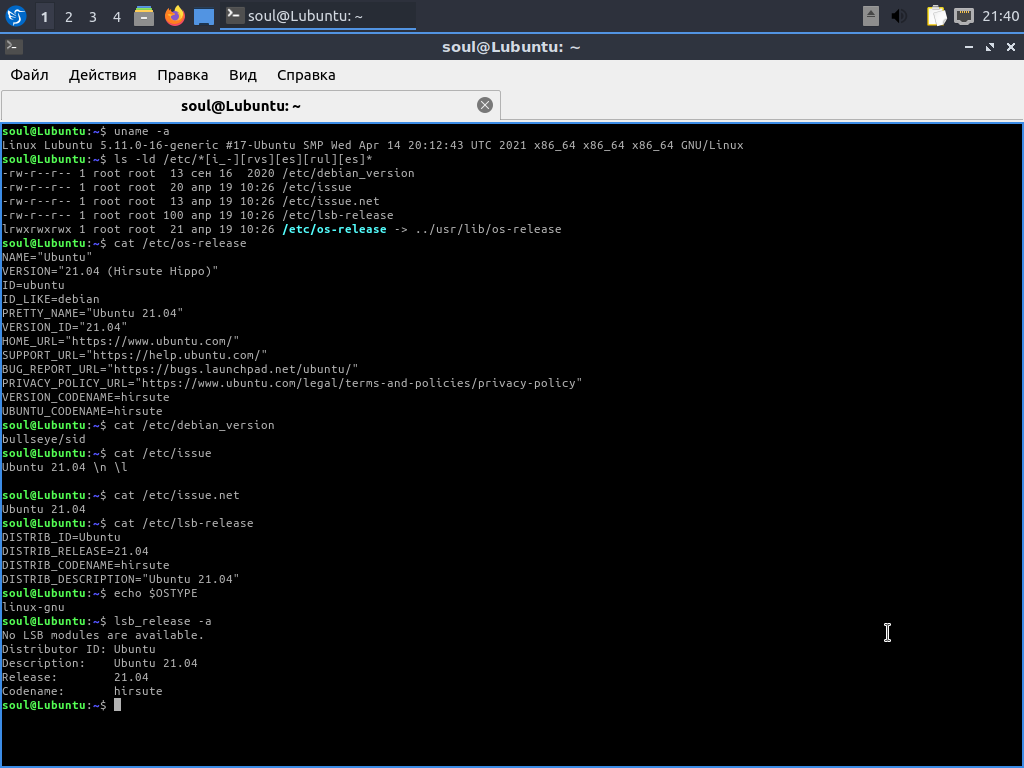 1 2 3 4 soul@Lubuntu: ~ 21:40
soul@Lubuntu: ~
Файл Действия Правка Вид Справка
soul@Lubuntu: ~
soul@Lubuntu:~$ uname -a
Linux Lubuntu 5.11.0-16-generic #17-Ubuntu SMP Wed Apr 14 20:12:43 UTC 2021 x86_64 x86_64 x86_64 GNU/Linux
soul@Lubuntu:~$ ls -ld /etc/*[i_-][rvs][es][rul][es]*
-rw-r--r-- 1 root root  13 сен 16  2020 /etc/debian_version
-rw-r--r-- 1 root root  20 апр 19 10:26 /etc/issue
-rw-r--r-- 1 root root  13 апр 19 10:26 /etc/issue.net
-rw-r--r-- 1 root root 100 апр 19 10:26 /etc/lsb-release
lrwxrwxrwx 1 root root  21 апр 19 10:26 /etc/os-release -> ../usr/lib/os-release
soul@Lubuntu:~$ cat /etc/os-release
NAME="Ubuntu"
VERSION="21.04 (Hirsute Hippo)"
ID=ubuntu
ID_LIKE=debian
PRETTY_NAME="Ubuntu 21.04"
VERSION_ID="21.04"
HOME_URL="https://www.ubuntu.com/"
SUPPORT_URL="https://help.ubuntu.com/"
BUG_REPORT_URL="https://bugs.launchpad.net/ubuntu/"
PRIVACY_POLICY_URL="https://www.ubuntu.com/legal/terms-and-policies/privacy-policy"
VERSION_CODENAME=hirsute
UBUNTU_CODENAME=hirsute
soul@Lubuntu:~$ cat /etc/debian_version
bullseye/sid
soul@Lubuntu:~$ cat /etc/issue
Ubuntu 21.04 \n \l
soul@Lubuntu:~$ cat /etc/issue.net
Ubuntu 21.04
soul@Lubuntu:~$ cat /etc/lsb-release
DISTRIB_ID=Ubuntu
DISTRIB_RELEASE=21.04
DISTRIB_CODENAME=hirsute
DISTRIB_DESCRIPTION="Ubuntu 21.04"
soul@Lubuntu:~$ echo $OSTYPE
linux-gnu
soul@Lubuntu:~$ lsb_release -a
No LSB modules are available.
Distributor ID: Ubuntu
Description:    Ubuntu 21.04
Release:        21.04
Codename:       hirsute
soul@Lubuntu:~$